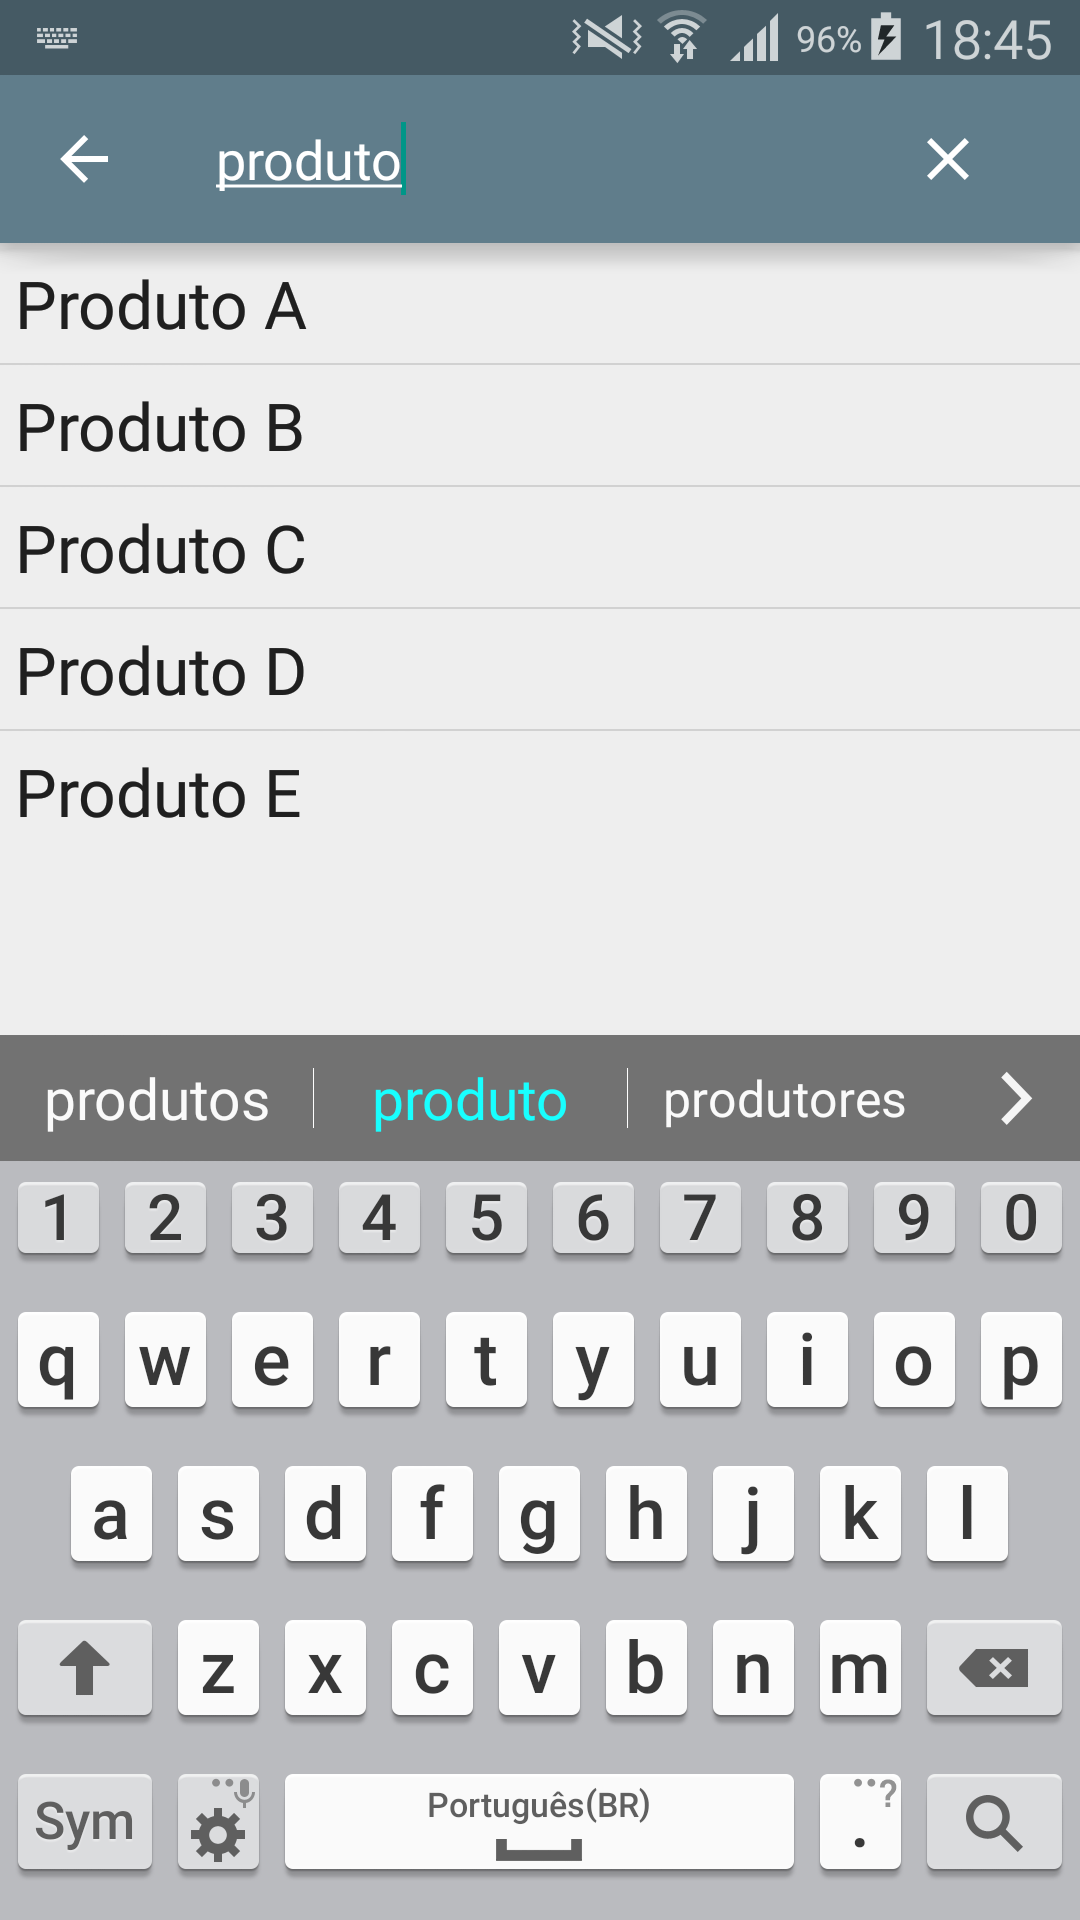 96% 18:45
produto
Produto A
Produto B
Produto C
Produto D
Produto E
produtos produto produtores
1 2 3 4 5 6 7 8 9 0
q w e r t y u i o p
a s d f g h j k l
z x c v b n m
Sym Português(BR) . ?